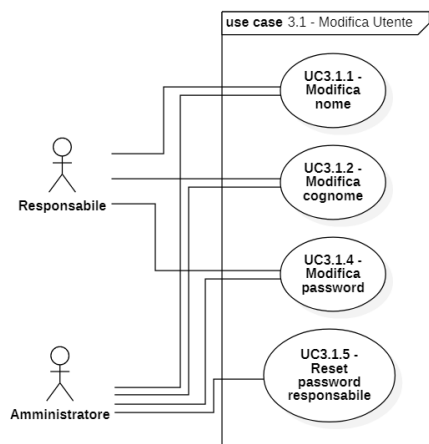 use case 3.1 - Modifica Utente
UC3.1.1 -
Modifica
nome
UC3.1.2 -
Modifica
cognome
Responsabile
UC3.1.4 -
Modifica
password
UC3.1.5 -
Reset
password
responsabile
Amministratore